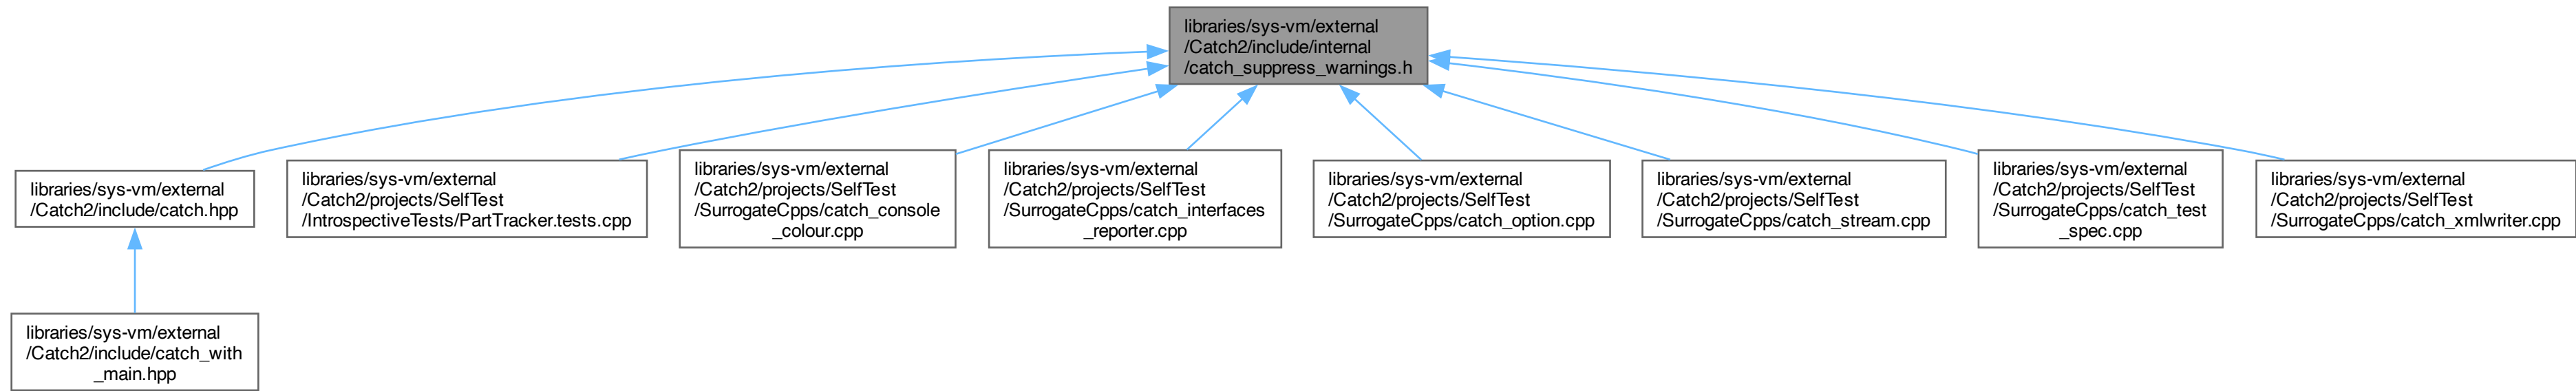 libraries/sys-vm/external
/Catch2/include/internal
/catch_suppress_warnings.h
libraries/sys-vm/external
/Catch2/include/catch.hpp
libraries/sys-vm/external
/Catch2/projects/SelfTest
/IntrospectiveTests/PartTracker.tests.cpp
libraries/sys-vm/external
/Catch2/projects/SelfTest
/SurrogateCpps/catch_console
_colour.cpp
libraries/sys-vm/external
/Catch2/projects/SelfTest
/SurrogateCpps/catch_interfaces
_reporter.cpp
libraries/sys-vm/external
/Catch2/projects/SelfTest
/SurrogateCpps/catch_option.cpp
libraries/sys-vm/external
/Catch2/projects/SelfTest
/SurrogateCpps/catch_stream.cpp
libraries/sys-vm/external
/Catch2/projects/SelfTest
/SurrogateCpps/catch_test
_spec.cpp
libraries/sys-vm/external
/Catch2/projects/SelfTest
/SurrogateCpps/catch_xmlwriter.cpp
libraries/sys-vm/external
/Catch2/include/catch_with
_main.hpp